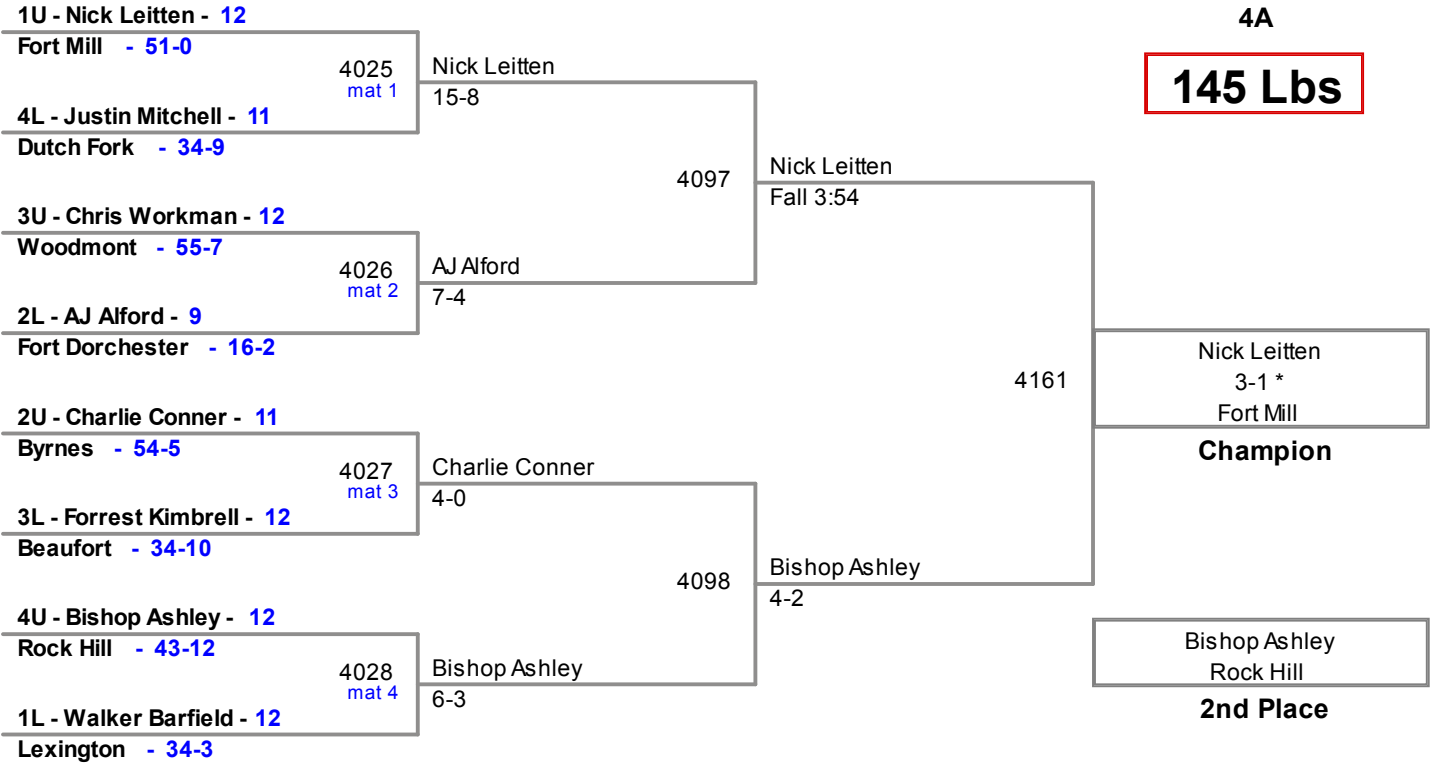 1U - Nick Leitten - 12
Fort Mill - 51-0
4025
mat 1
4L - Justin Mitchell - 11
Dutch Fork - 34-9
3U - Chris Workman - 12
Woodmont - 55-7
4026
mat 2
2L - AJ Alford - 9
Fort Dorchester - 16-2
2U - Charlie Conner - 11
Byrnes - 54-5
4027
mat 3
3L - Forrest Kimbrell - 12
Beaufort - 34-10
4U - Bishop Ashley - 12
Rock Hill - 43-12
4028
mat 4
1L - Walker Barfield - 12
Lexington - 34-3
Nick Leitten
15-8
4097
AJ Alford
7-4
Charlie Conner
4-0
4098
Bishop Ashley
6-3
Nick Leitten
Fall 3:54
4161
Bishop Ashley
4-2
4A
145 Lbs
Nick Leitten
3-1 *
Fort Mill
Champion
Bishop Ashley
Rock Hill
2nd Place